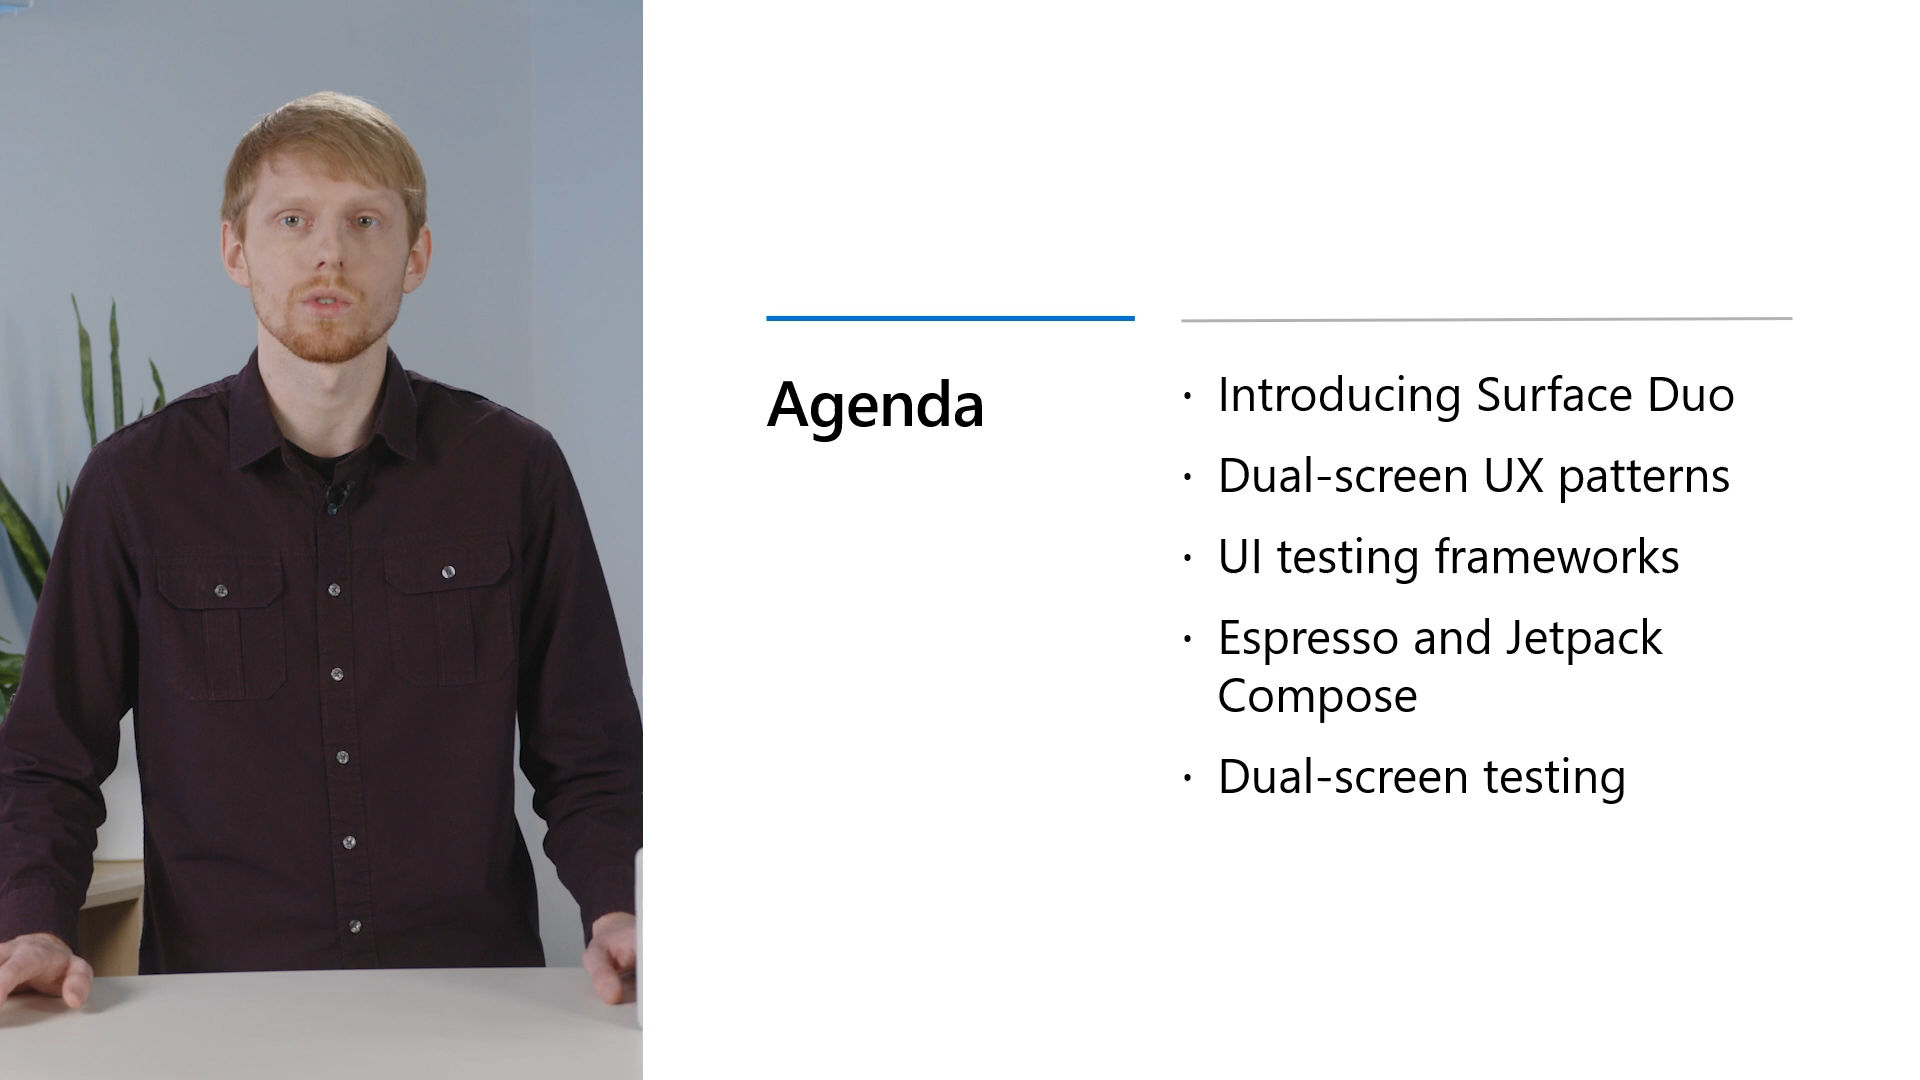 Agenda
· Introducing Surface Duo
· Dual-screen UX patterns
· UI testing frameworks
· Espresso and Jetpack
Compose
· Dual-screen testing